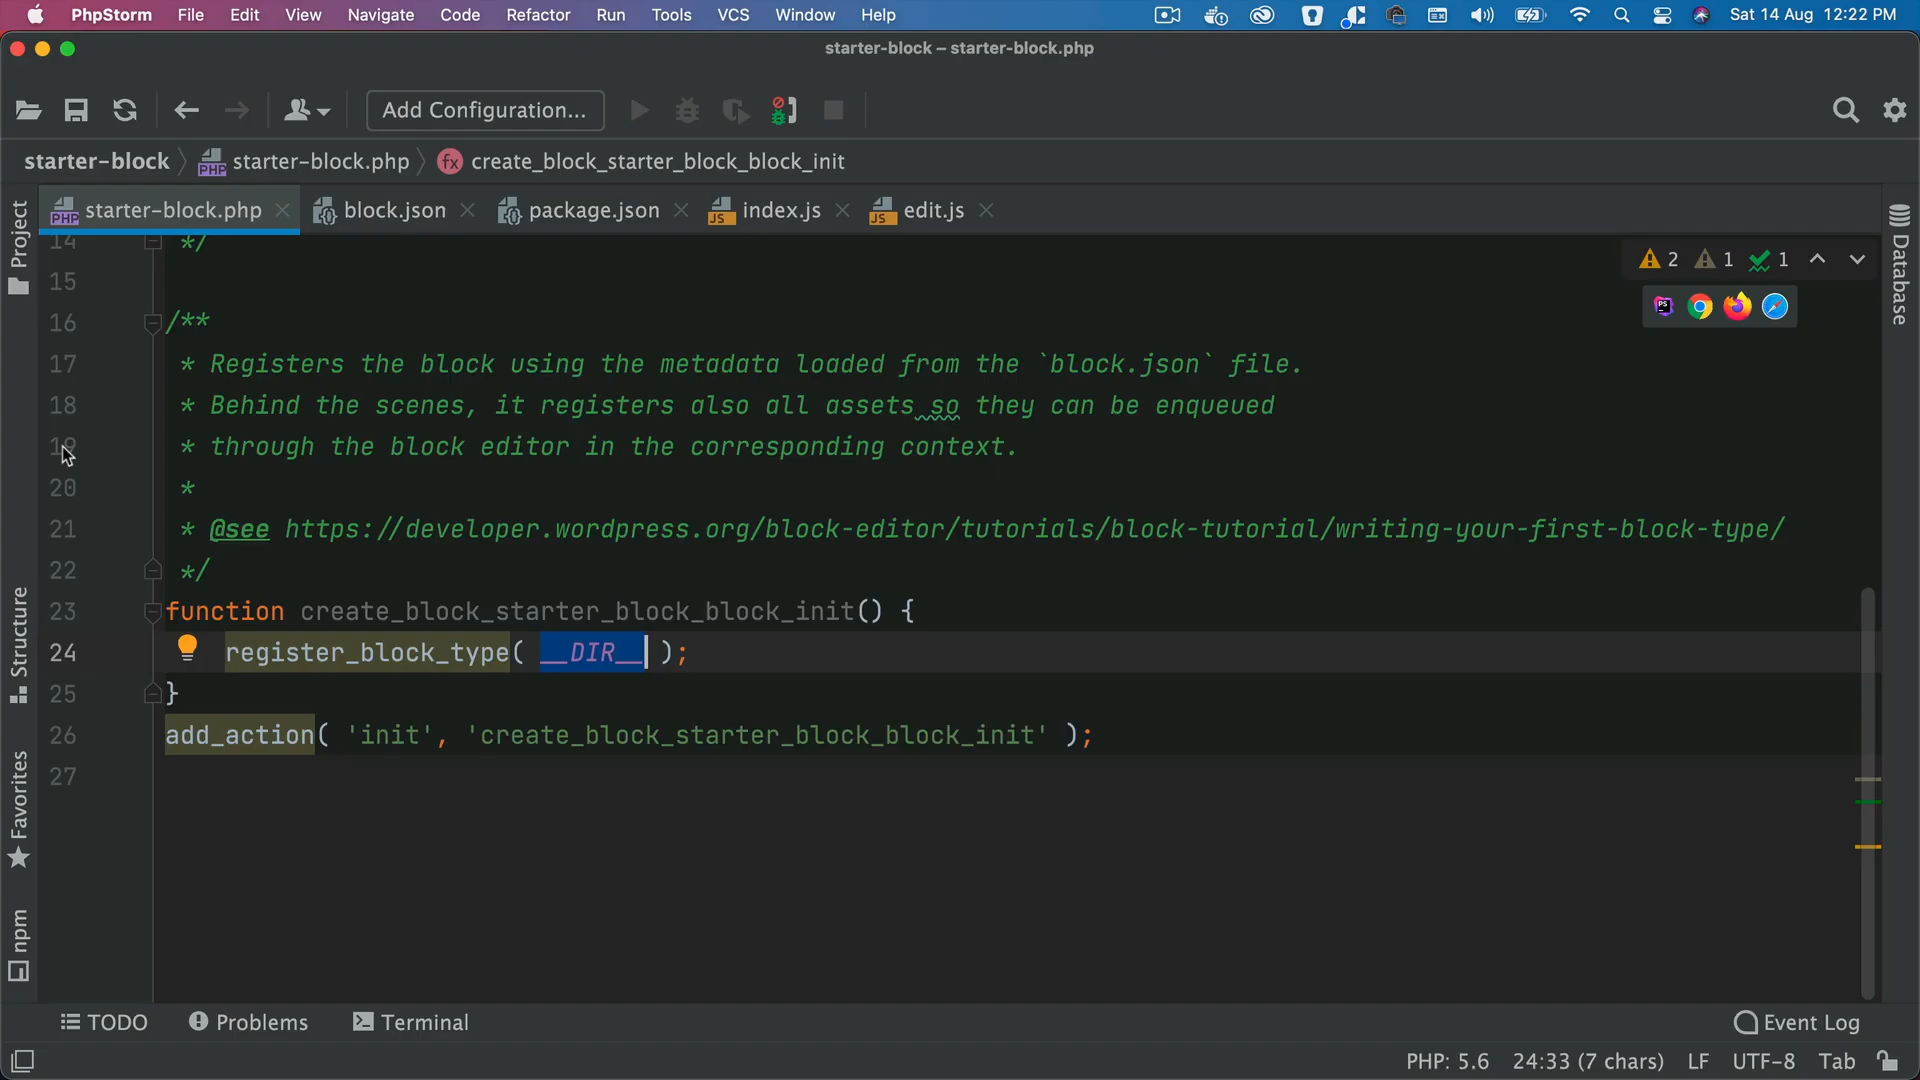 PhpStorm File Edit View Navigate Code Refactor Run Tools VCS Window Help Sat 14 Aug 12:22 PM
starter-block – starter-block.php
Add Configuration...
starter-block starter-block.php create_block_starter_block_block_init
starter-block.php block.json package.json index.js edit.js
14 */
15
16 /**
17 * Registers the block using the metadata loaded from the `block.json` file.
18 * Behind the scenes, it registers also all assets so they can be enqueued
19 * through the block editor in the corresponding context.
20 *
21 * @see https://developer.wordpress.org/block-editor/tutorials/block-tutorial/writing-your-first-block-type/
22 */
23 function create_block_starter_block_block_init() {
24 register_block_type( __DIR__ );
25 }
26 add_action( 'init', 'create_block_starter_block_block_init' );
27
2 1 1
Project
Structure
Favorites
npm
Database
TODO Problems Terminal Event Log
PHP: 5.6 24:33 (7 chars) LF UTF-8 Tab